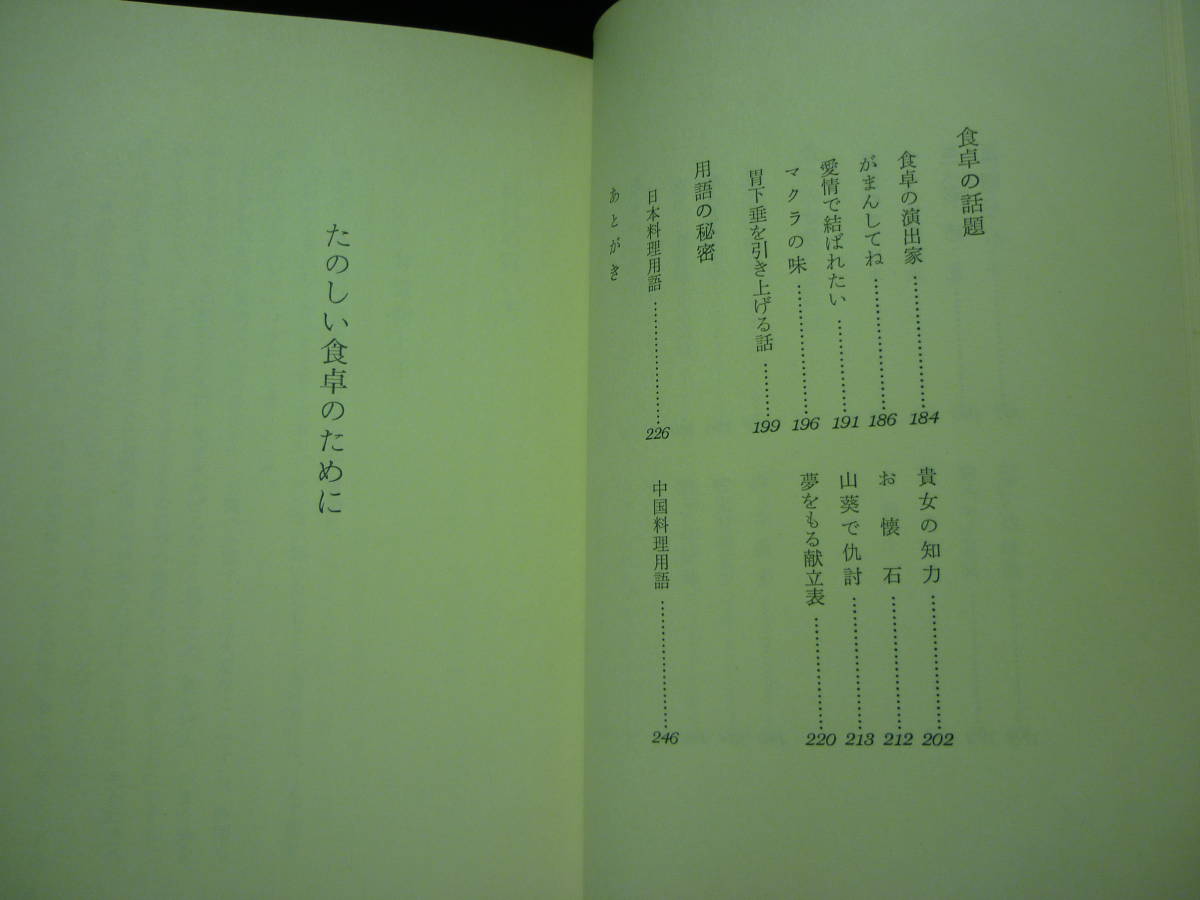 食卓の話題
食卓の演出家……………………184
がまんしてね……………………186
愛情で結ばれたい……………191
マクラの味……………………196
胃下垂を引き上げる話………199
貴女の知力……………………202
お懐石……………………212
山葵で仇討……………………213
夢をもる献立表………………220
用語の秘密
日本料理用語……………………226
中国料理用語……………………246
あとがき
たのしい食卓のために